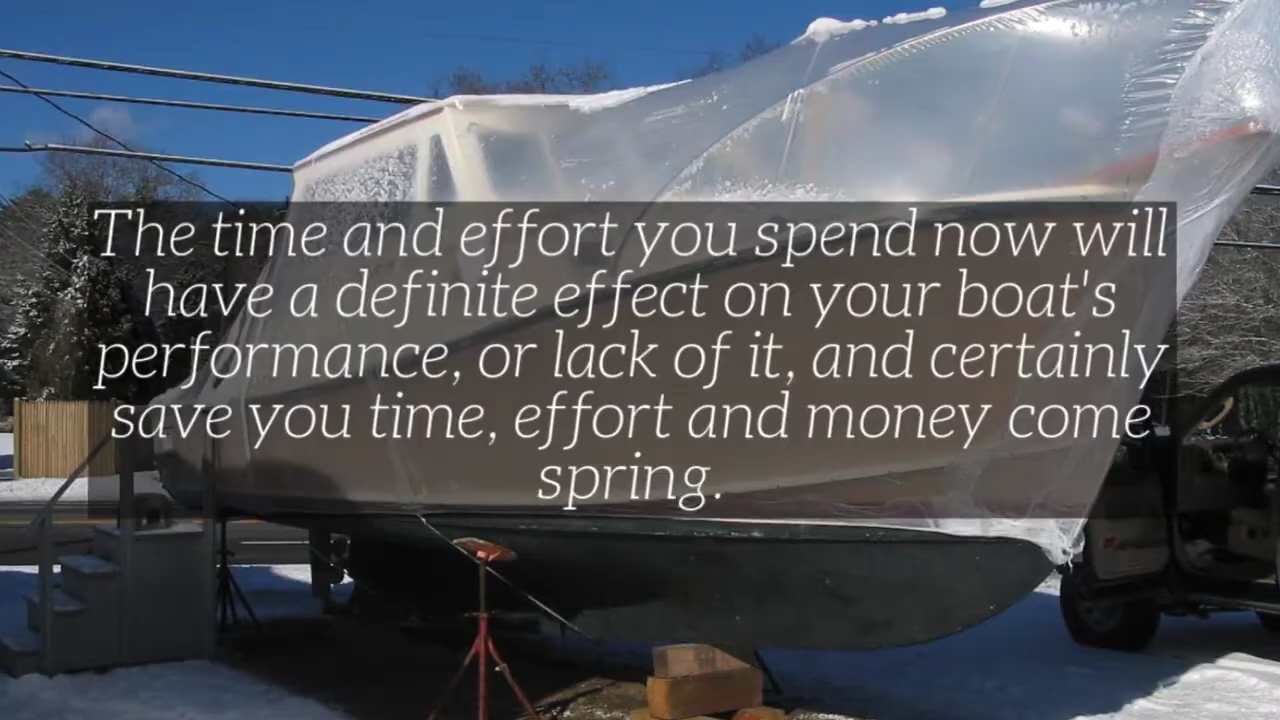 The time and effort you spend now will
have a definite effect on your boat's
performance, or lack of it, and certainly
save you time, effort and money come
spring.